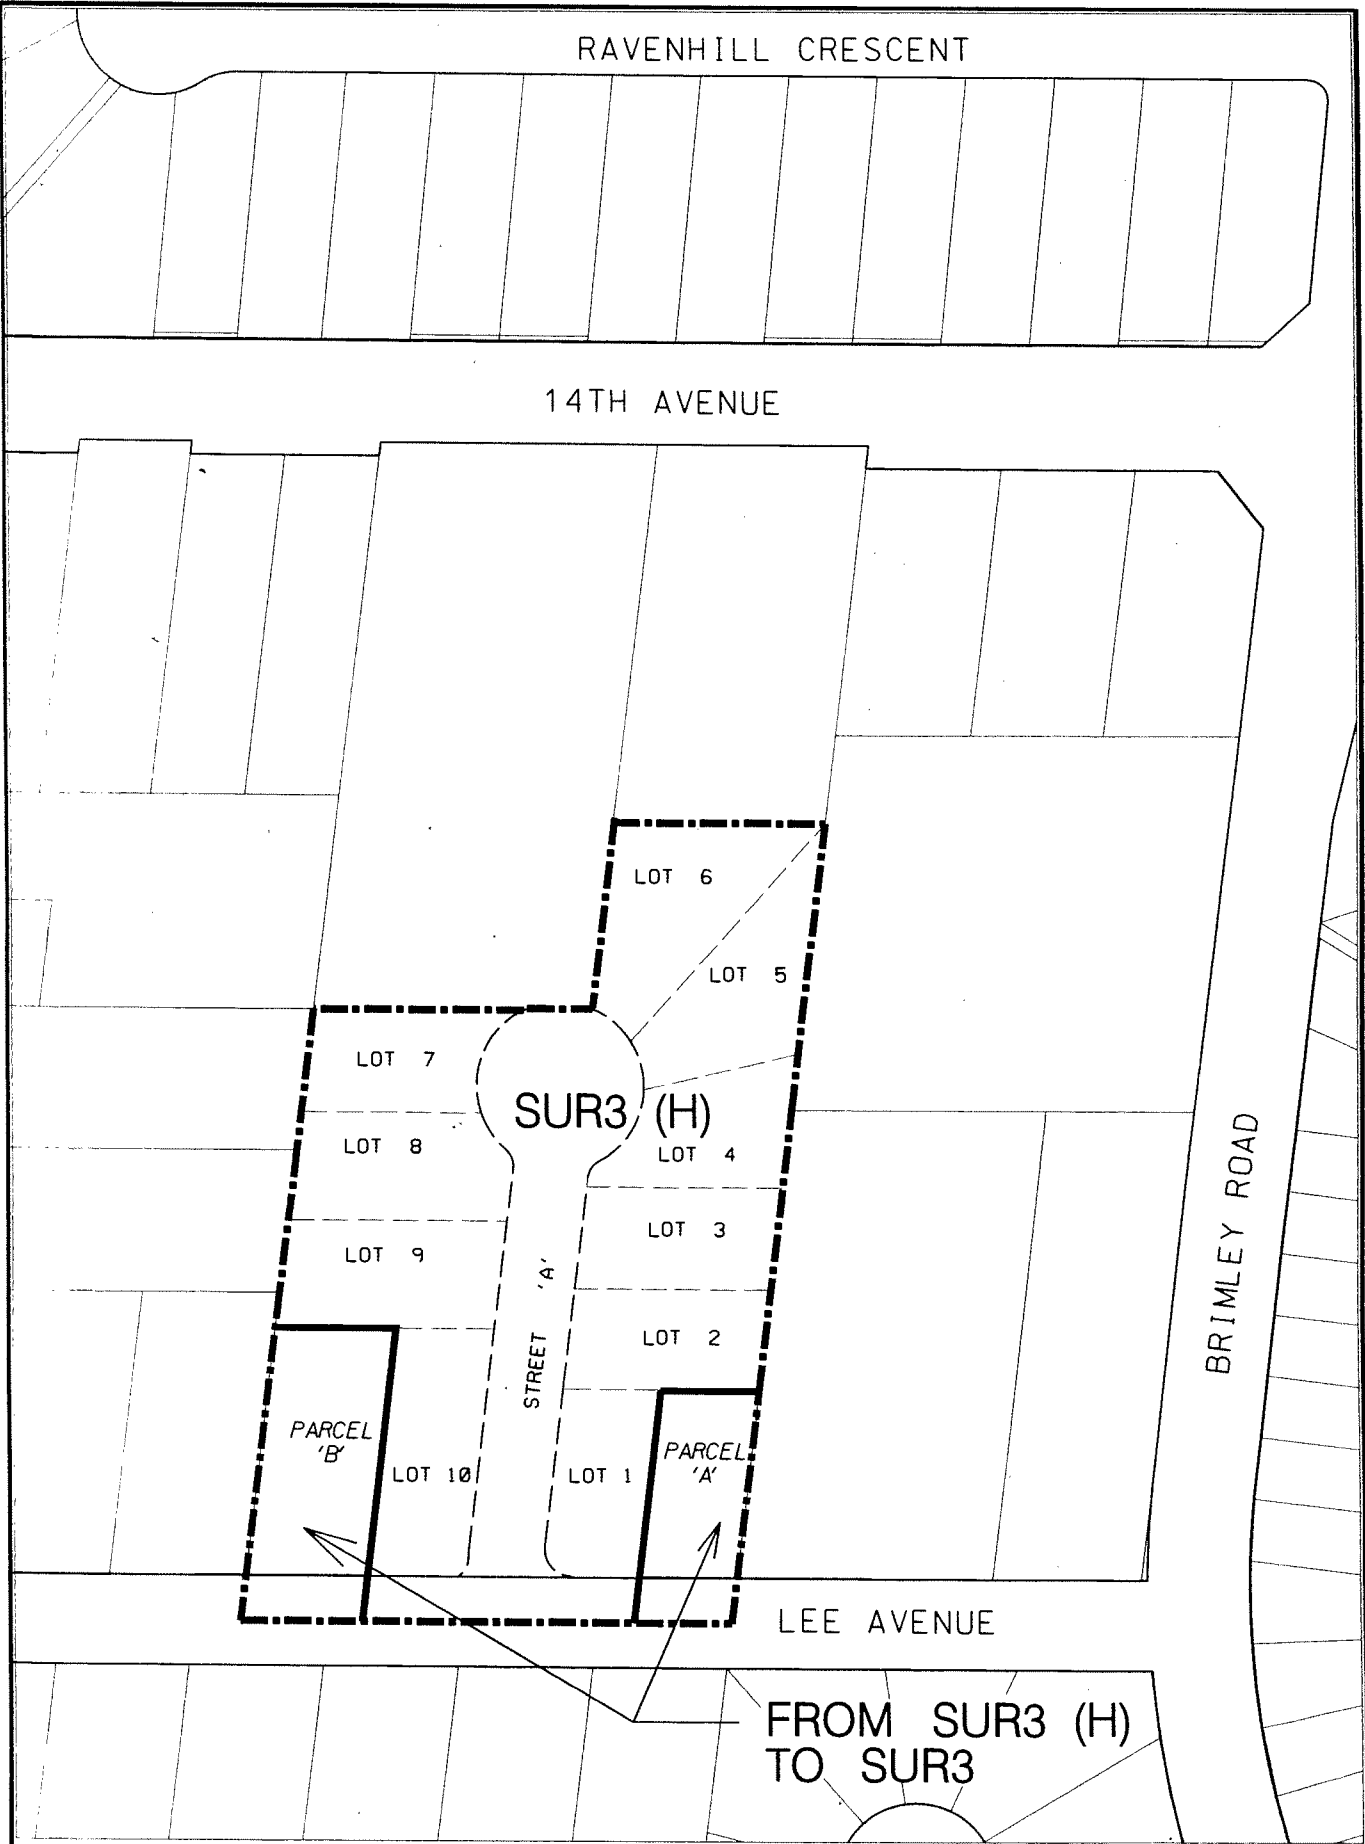 RAVENHILL CRESCENT
14TH AVENUE
LOT 6
LOT 5
LOT 7
SUR3 (H)
LOT 8
LOT 4
LOT 3
LOT 9
STREET 'A'
LOT 2
BRIMLEY ROAD
PARCEL
'B'
LOT 10
LOT 1
PARCEL
'A'
LEE AVENUE
FROM SUR3 (H)
TO SUR3